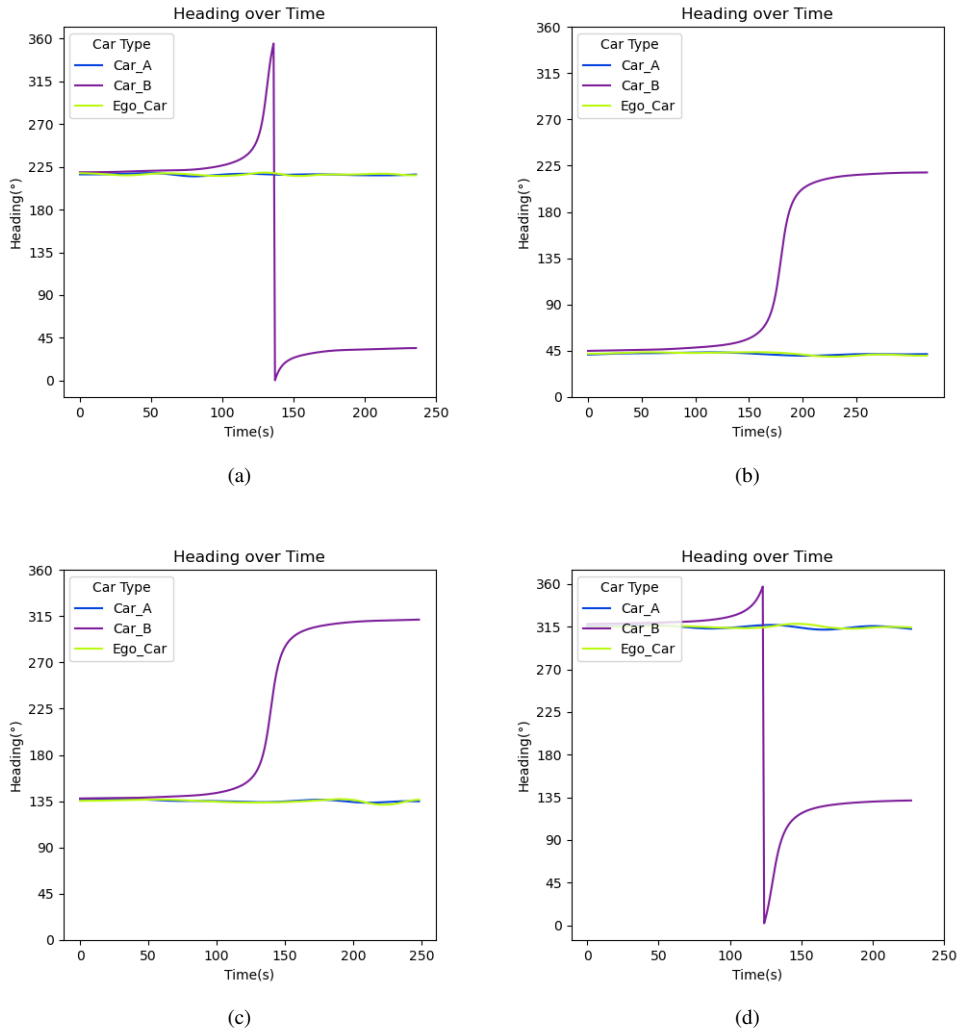 Heading over Time
360
315
270
225
180
135
90
45
0
Heading(°)
Car Type
Car_A
Car_B
Ego_Car
0 50 100 150 200 250
Time(s)
(a)
Heading over Time
360
315
270
225
180
135
90
45
0
Heading(°)
Car Type
Car_A
Car_B
Ego_Car
0 50 100 150 200 250
Time(s)
(b)
Heading over Time
360
315
270
225
180
135
90
45
0
Heading(°)
Car Type
Car_A
Car_B
Ego_Car
0 50 100 150 200 250
Time(s)
(c)
Heading over Time
360
315
270
225
180
135
90
45
0
Heading(°)
Car Type
Car_A
Car_B
Ego_Car
0 50 100 150 200 250
Time(s)
(d)